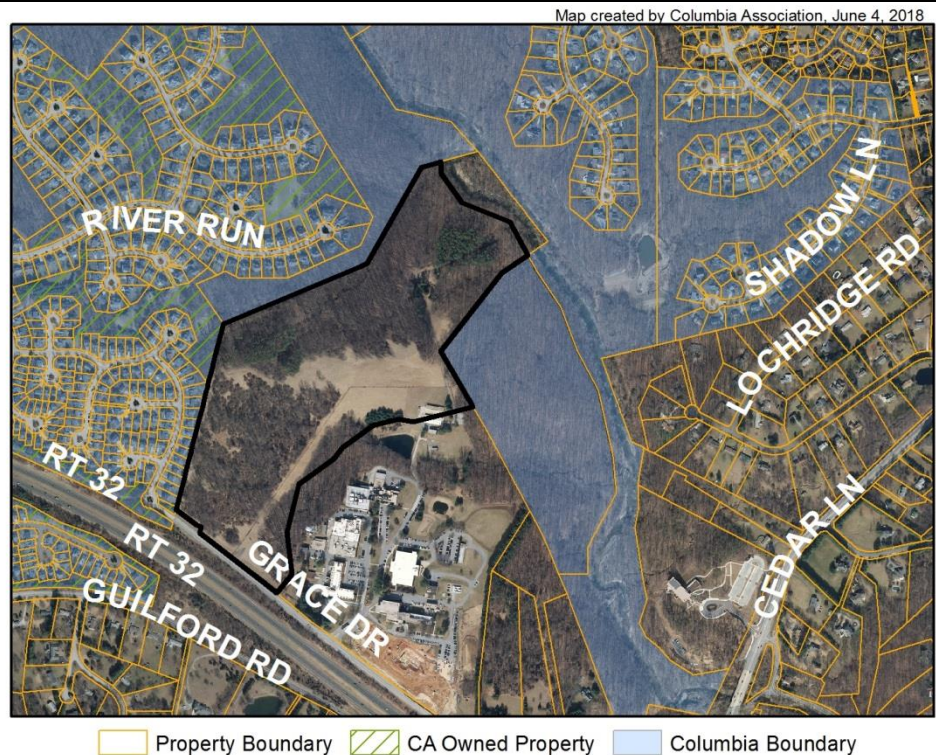 Map created by Columbia Association, June 4, 2018
RIVER RUN
SHADOW LN
LOCHRIDGE RD
RT 32
RT 32
GRACE DR
GUILFORD RD
CEDAR LN
Property Boundary CA Owned Property Columbia Boundary